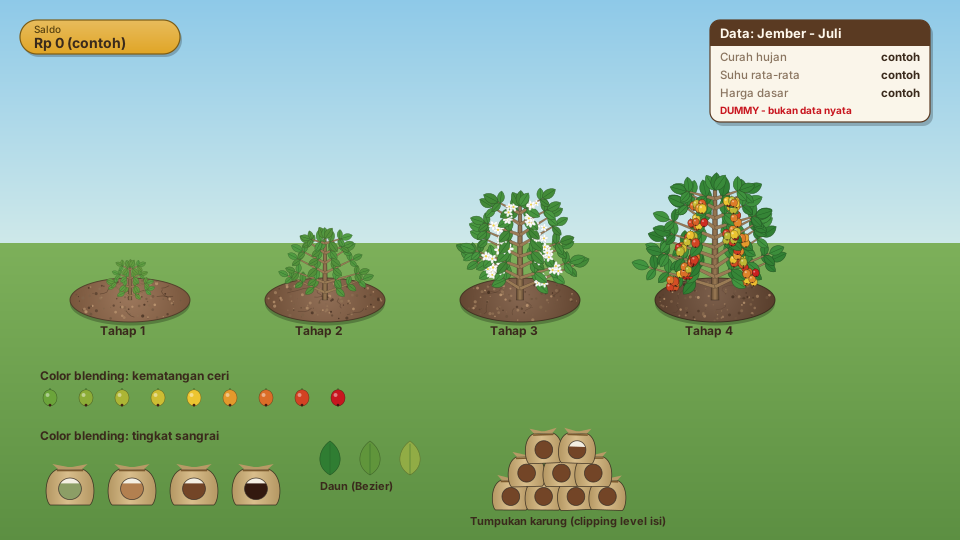 Saldo
Rp 0 (contoh)
Data: Jember - Juli
Curah hujan contoh
Suhu rata-rata contoh
Harga dasar contoh
DUMMY - bukan data nyata
Tahap 1 Tahap 2 Tahap 3 Tahap 4
Color blending: kematangan ceri
Color blending: tingkat sangrai
Daun (Bezier)
Tumpukan karung (clipping level isi)